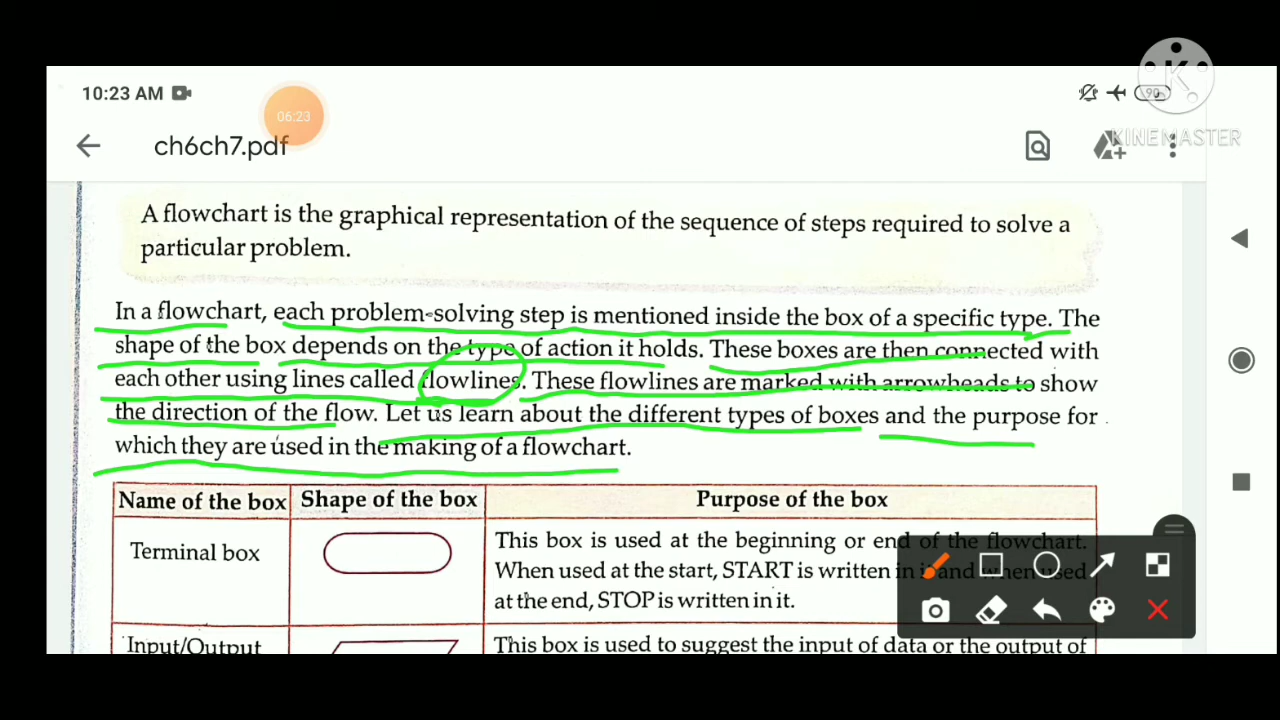 10:23 AM
06:23
90
KINEMASTER
ch6ch7.pdf
A flowchart is the graphical representation of the sequence of steps required to solve a
particular problem.
In a flowchart, each problem-solving step is mentioned inside the box of a specific type. The
shape of the box depends on the type of action it holds. These boxes are then connected with
each other using lines called flowlines. These flowlines are marked with arrowheads to show
the direction of the flow. Let us learn about the different types of boxes and the purpose for
which they are used in the making of a flowchart.
Name of the box Shape of the box Purpose of the box
Terminal box
This box is used at the beginning or end of the flowchart.
When used at the start, START is written in it and when used
at the end, STOP is written in it.
Input/Output
This box is used to suggest the input of data or the output of